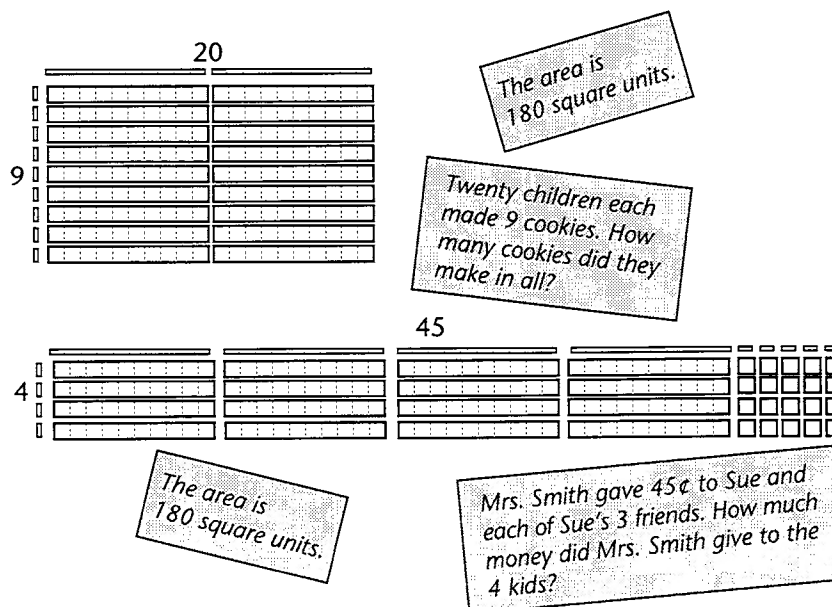 20
9
The area is
180 square units.
Twenty children each
made 9 cookies. How
many cookies did they
make in all?
45
4
The area is
180 square units.
Mrs. Smith gave 45¢ to Sue and
each of Sue's 3 friends. How much
money did Mrs. Smith give to the
4 kids?